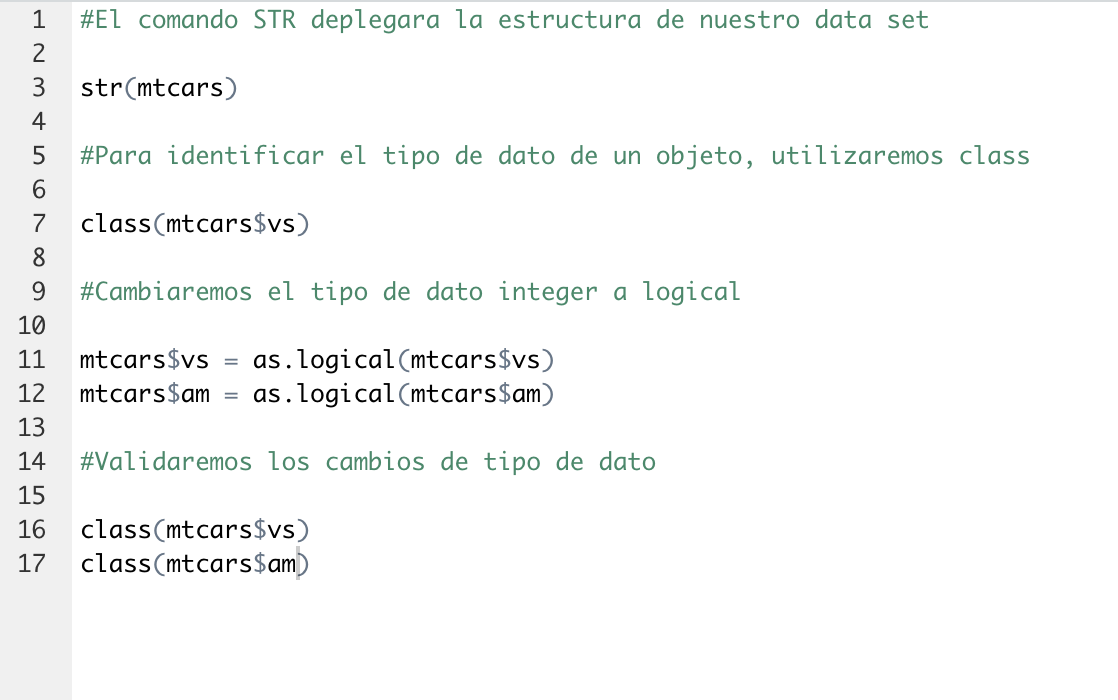 1 #El comando STR deplegara la estructura de nuestro data set
2
3 str(mtcars)
4
5 #Para identificar el tipo de dato de un objeto, utilizaremos class
6
7 class(mtcars$vs)
8
9 #Cambiaremos el tipo de dato integer a logical
10
11 mtcars$vs = as.logical(mtcars$vs)
12 mtcars$am = as.logical(mtcars$am)
13
14 #Validaremos los cambios de tipo de dato
15
16 class(mtcars$vs)
17 class(mtcars$am)